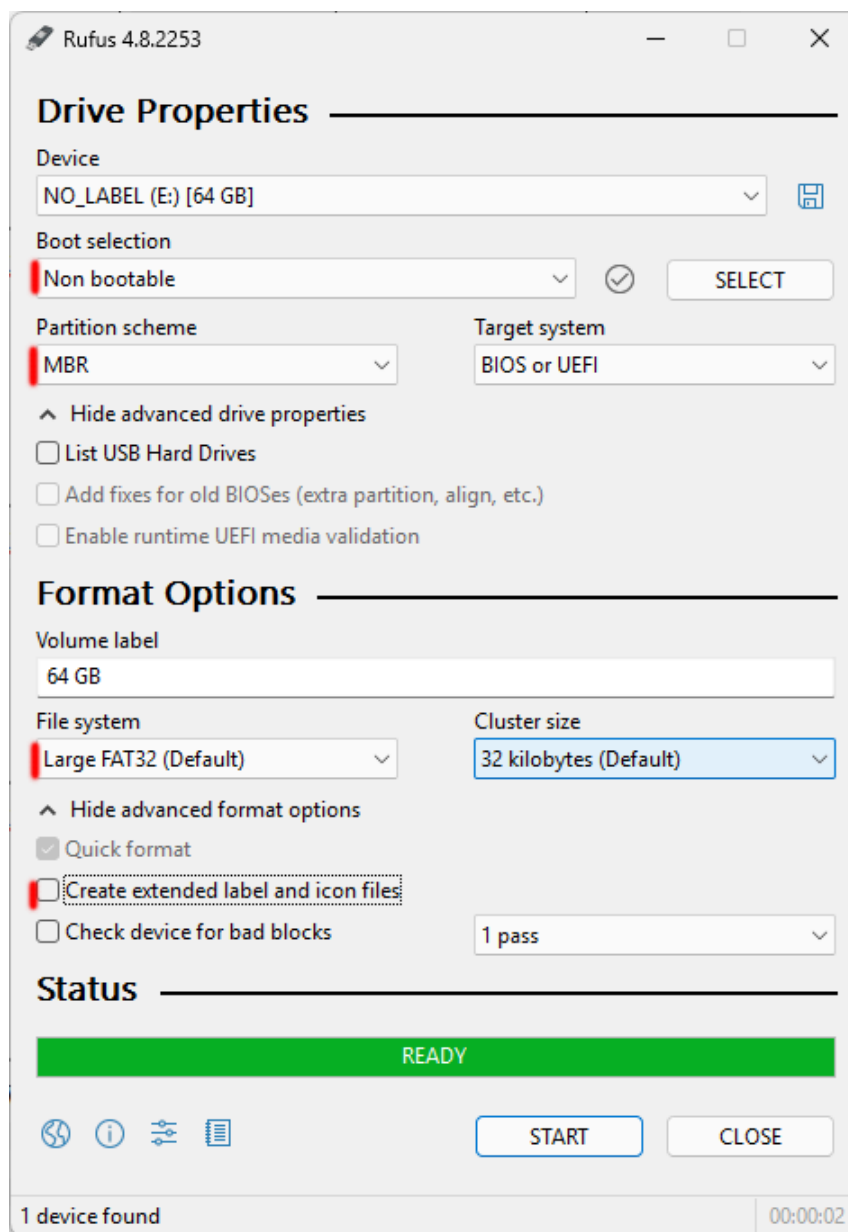 Rufus 4.8.2253
Drive Properties
Device
NO_LABEL (E:) [64 GB]
Boot selection
Non bootable
SELECT
Partition scheme
Target system
MBR
BIOS or UEFI
Hide advanced drive properties
List USB Hard Drives
Add fixes for old BIOSes (extra partition, align, etc.)
Enable runtime UEFI media validation
Format Options
Volume label
64 GB
File system
Cluster size
Large FAT32 (Default)
32 kilobytes (Default)
Hide advanced format options
Quick format
Create extended label and icon files
Check device for bad blocks
1 pass
Status
READY
START
CLOSE
1 device found
00:00:02